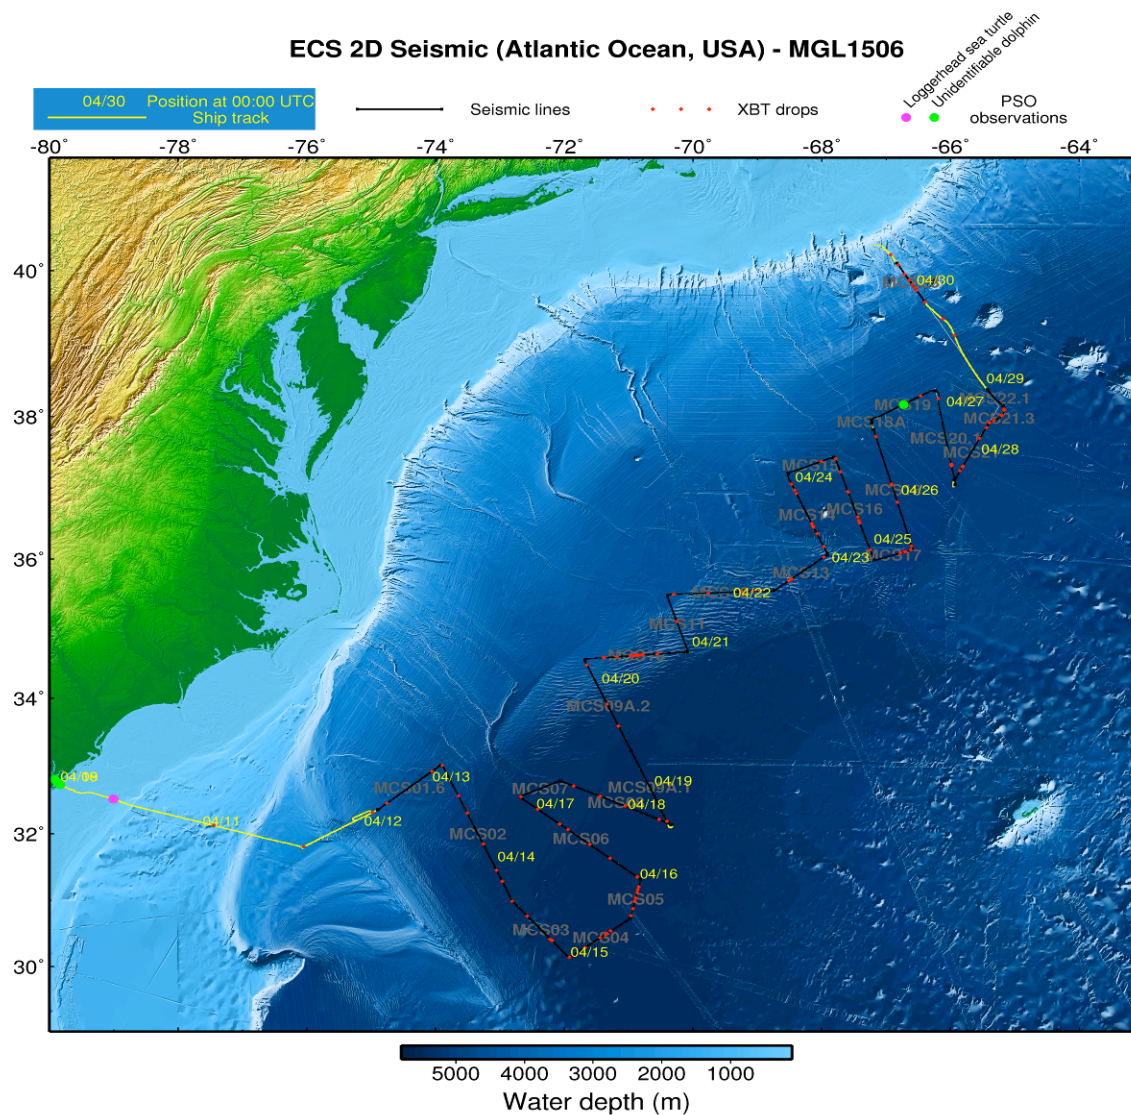 ECS 2D Seismic (Atlantic Ocean, USA) - MGL1506
Loggerhead sea turtle
Unidentifiable dolphin
04/30 Position at 00:00 UTC
Ship track
Seismic lines
XBT drops
PSO
observations
-80° -78° -76° -74° -72° -70° -68° -66° -64°
40°
38°
36°
34°
32°
30°
04/30
04/29
MCS22.1
04/27
MCS19
MCS21.3
MCS18A
MCS20
04/28
MCS21
MCS15
04/24
04/26
MCS16
04/25
MCS17
04/23
MCS13
04/22
MCS11
04/21
04/20
MCS09A.2
04/19
MCS09A.1
04/13
MCS01.6
MCS07
04/17
04/18
04/11
04/12
MCS02
MCS06
04/14
04/16
MCS05
MCS03
MCS04
04/15
5000 4000 3000 2000 1000
Water depth (m)